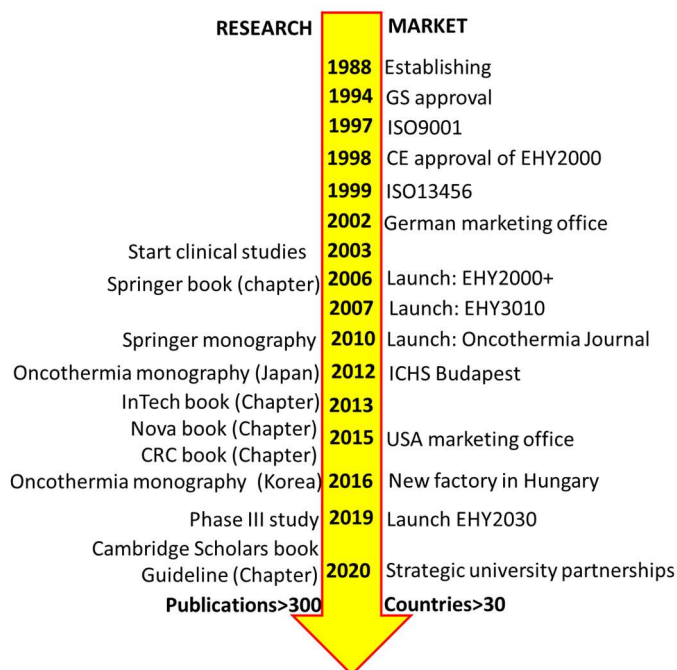 RESEARCH MARKET
1988 Establishing
1994 GS approval
1997 ISO9001
1998 CE approval of EHY2000
1999 ISO13456
2002 German marketing office
Start clinical studies 2003
Springer book (chapter) 2006 Launch: EHY2000+
2007 Launch: EHY3010
Springer monography 2010 Launch: Oncothermia Journal
Oncothermia monography (Japan) 2012 ICHS Budapest
InTech book (Chapter) 2013
Nova book (Chapter)
2015 USA marketing office
CRC book (Chapter)
Oncothermia monography (Korea) 2016 New factory in Hungary
Phase III study 2019 Launch EHY2030
Cambridge Scholars book
Guideline (Chapter) 2020 Strategic university partnerships
Publications>300 Countries>30